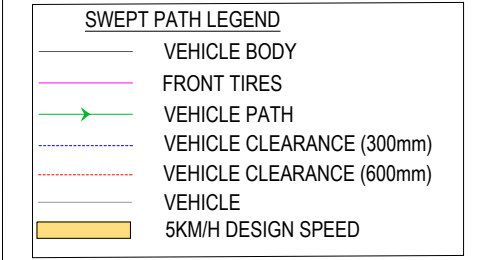 SWEPT PATH LEGEND
VEHICLE BODY
FRONT TIRES
VEHICLE PATH
VEHICLE CLEARANCE (300mm)
VEHICLE CLEARANCE (600mm)
VEHICLE
5KM/H DESIGN SPEED